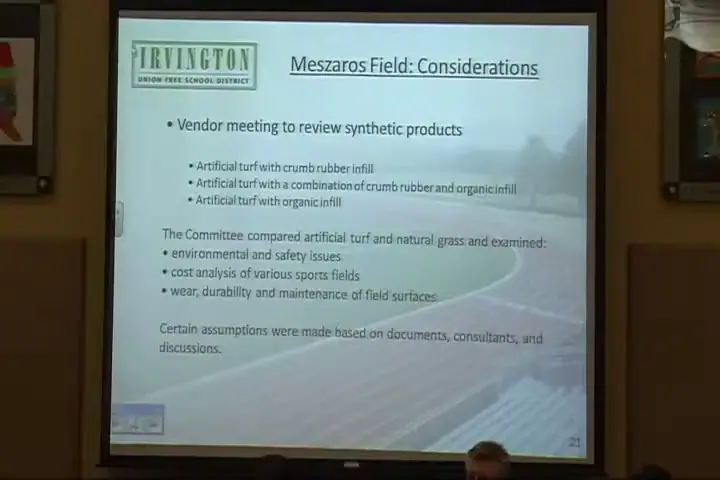 IRVINGTON
UNION FREE SCHOOL DISTRICT
Meszaros Field: Considerations
• Vendor meeting to review synthetic products
• Artificial turf with crumb rubber infill
• Artificial turf with a combination of crumb rubber and organic infill
• Artificial turf with organic infill
The Committee compared artificial turf and natural grass and examined:
• environmental and safety issues
• cost analysis of various sports fields
• wear, durability and maintenance of field surfaces
Certain assumptions were made based on documents, consultants, and
discussions.
21